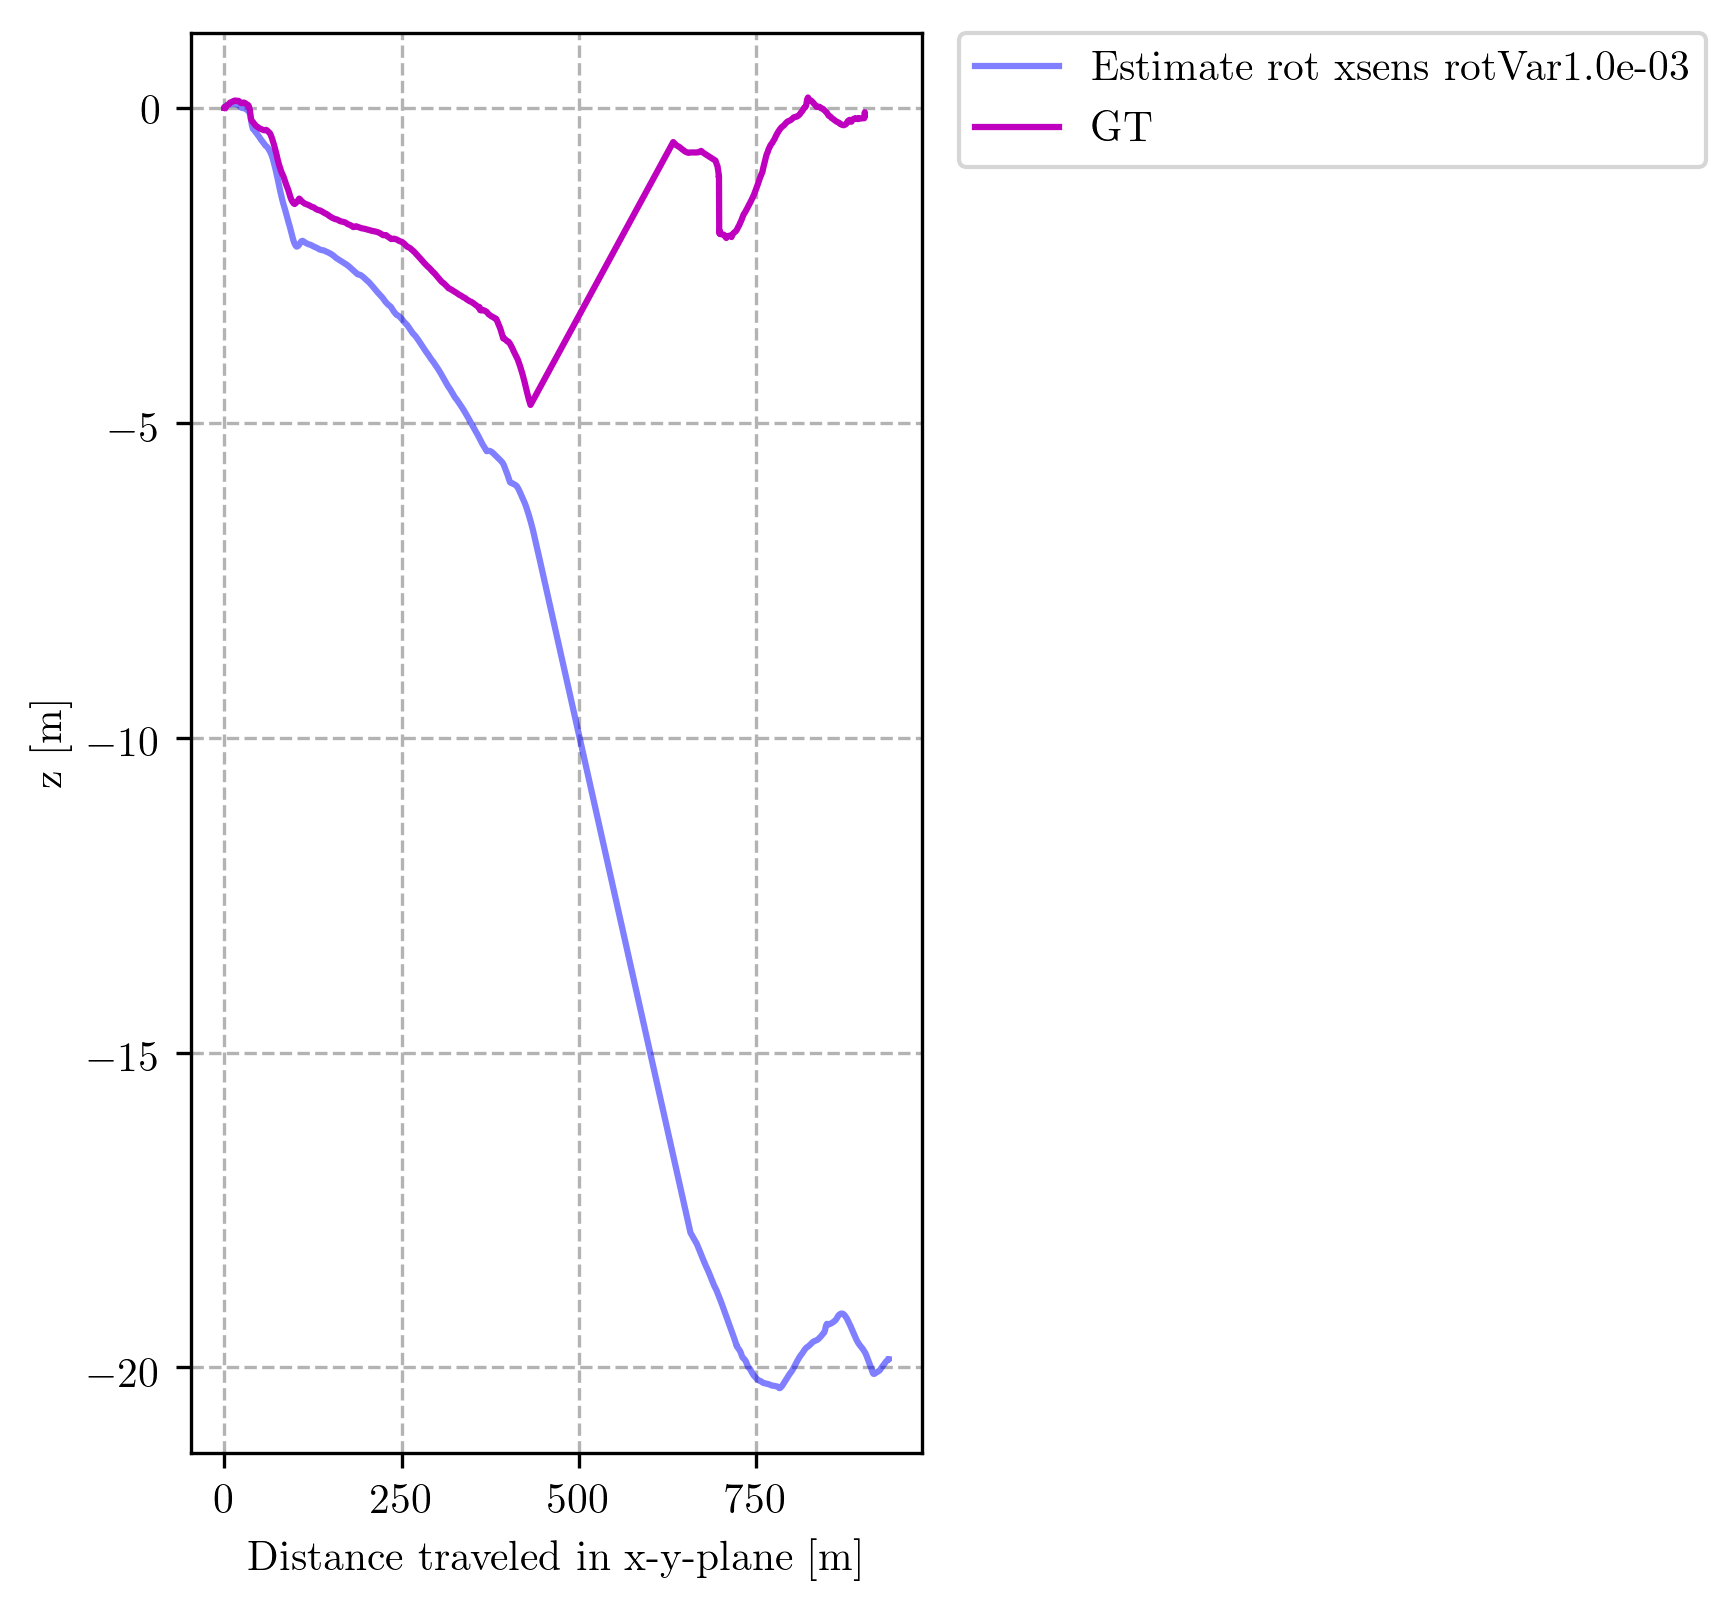 Estimate rot xsens rotVar1.0e-03
GT
0
−5
−10
−15
−20
z [m]
0 250 500 750
Distance traveled in x-y-plane [m]